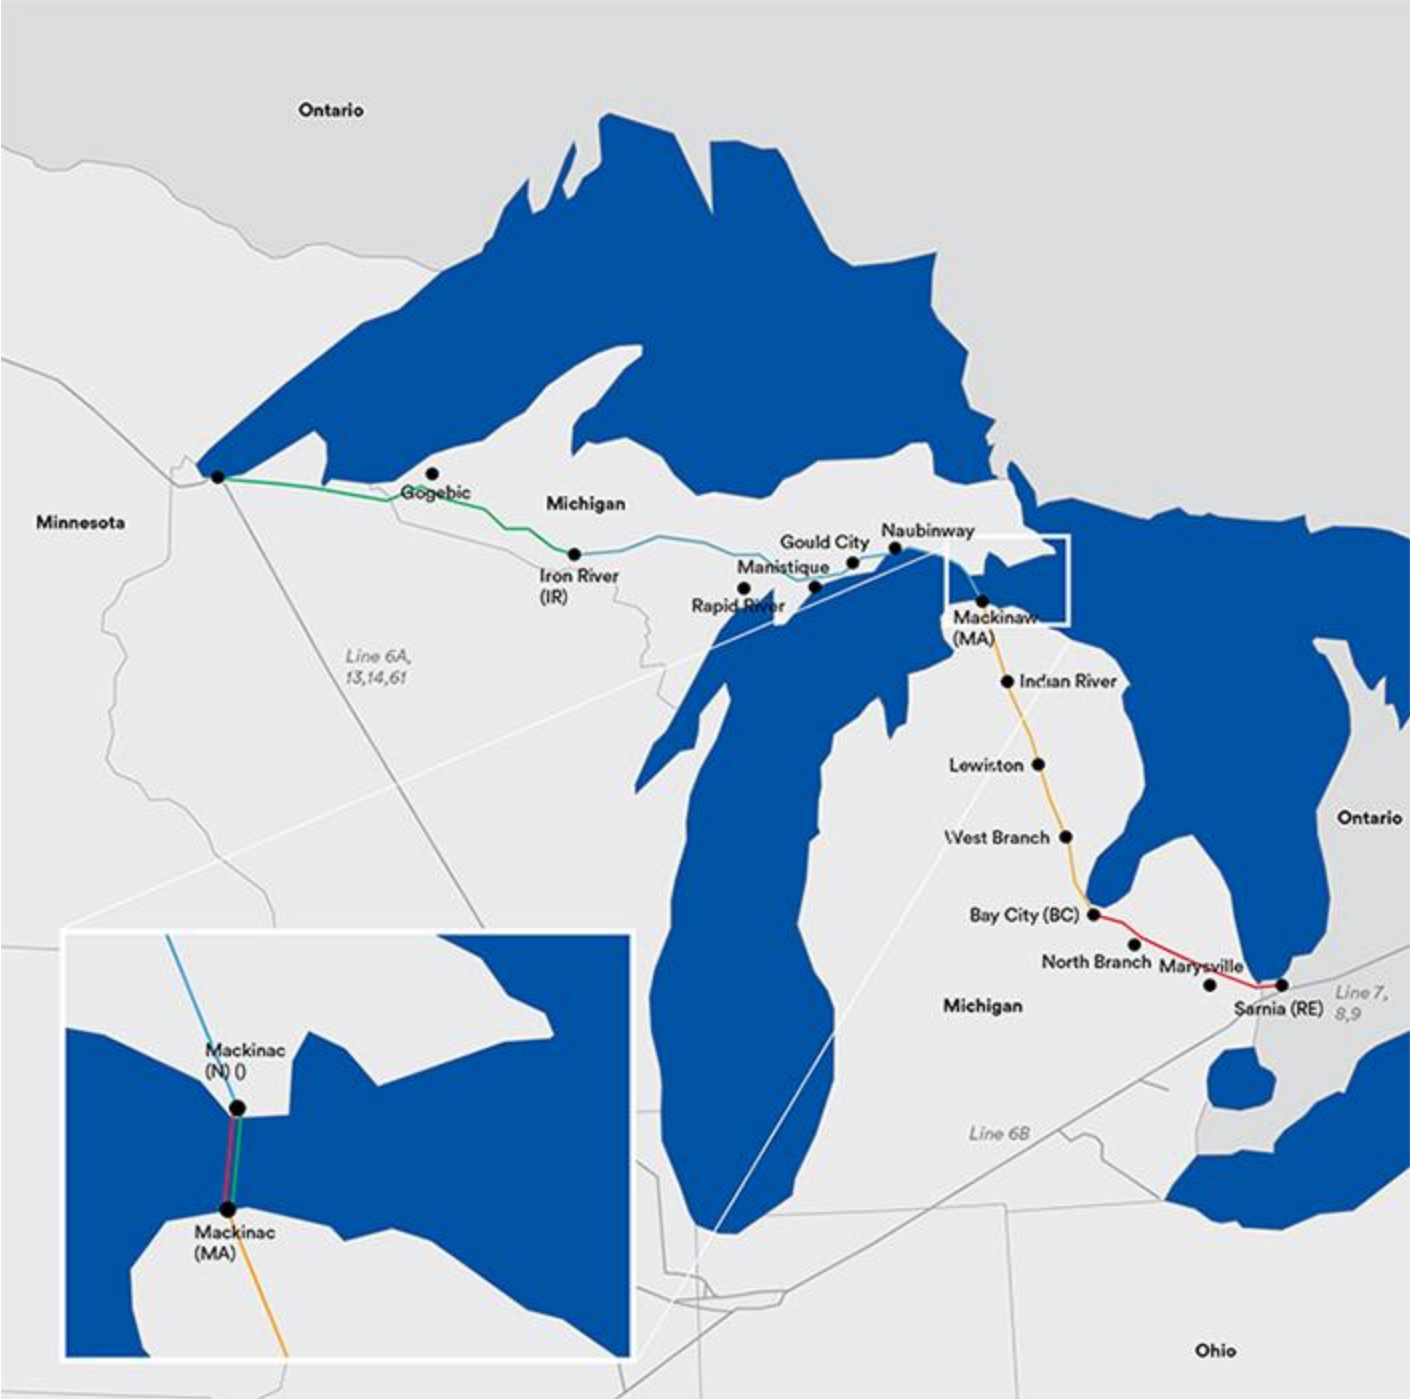 Ontario
Gogebic
Michigan
Minnesota
Naubinway
Gould City
Manistique
Iron River
(IR)
Rapid River
Mackinaw
(MA)
Line 6A,
13,14,61
Indian River
Lewiston
Ontario
West Branch
Bay City (BC)
North Branch
Marysville
Michigan
Sarnia (RE)
Line 7,
8,9
Mackinac
(N) ()
Line 6B
Mackinac
(MA)
Ohio